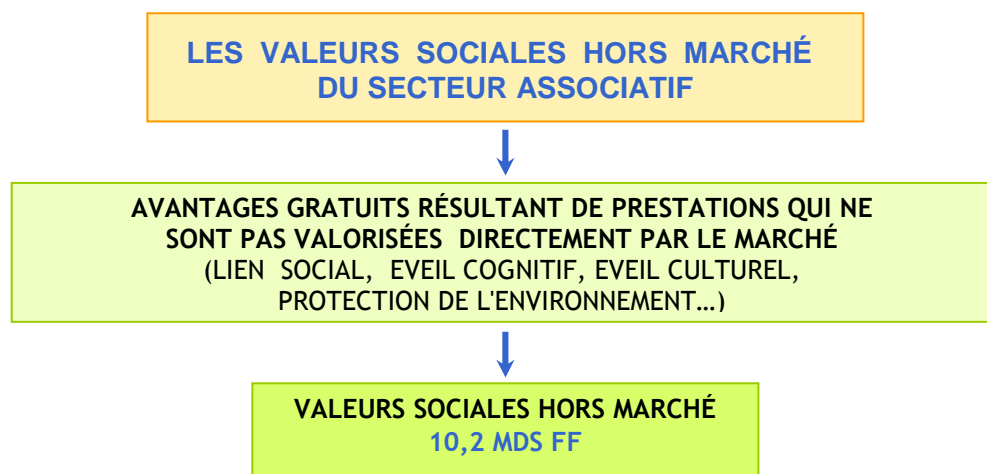 LES VALEURS SOCIALES HORS MARCHÉ
DU SECTEUR ASSOCIATIF
AVANTAGES GRATUITS RÉSULTANT DE PRESTATIONS QUI NE
SONT PAS VALORISÉES DIRECTEMENT PAR LE MARCHÉ
(LIEN SOCIAL, EVEIL COGNITIF, EVEIL CULTUREL,
PROTECTION DE L'ENVIRONNEMENT…)
VALEURS SOCIALES HORS MARCHÉ
10,2 MDS FF